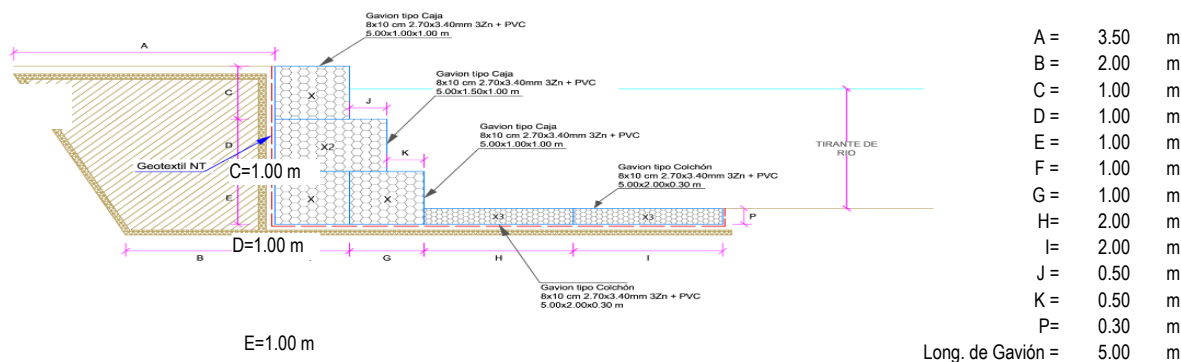 Gavion tipo Caja
8x10 cm 2.70x3.40mm 3Zn + PVC
5.00x1.00x1.00 m
A
Gavion tipo Caja
8x10 cm 2.70x3.40mm 3Zn + PVC
5.00x1.50x1.00 m
C
X
J
Gavion tipo Caja
8x10 cm 2.70x3.40mm 3Zn + PVC
5.00x1.00x1.00 m
D
X2
K
TIRANTE DE
RIO
Geotextil NT
C=1.00 m
Gavion tipo Colchón
8x10 cm 2.70x3.40mm 3Zn + PVC
5.00x2.00x0.30 m
E
X
X
X3
X3
P
D=1.00 m
B
G
H
I
Gavion tipo Colchón
8x10 cm 2.70x3.40mm 3Zn + PVC
5.00x2.00x0.30 m
E=1.00 m
A = 3.50 m
B = 2.00 m
C = 1.00 m
D = 1.00 m
E = 1.00 m
F = 1.00 m
G = 1.00 m
H= 2.00 m
I= 2.00 m
J = 0.50 m
K = 0.50 m
P= 0.30 m
Long. de Gavión = 5.00 m